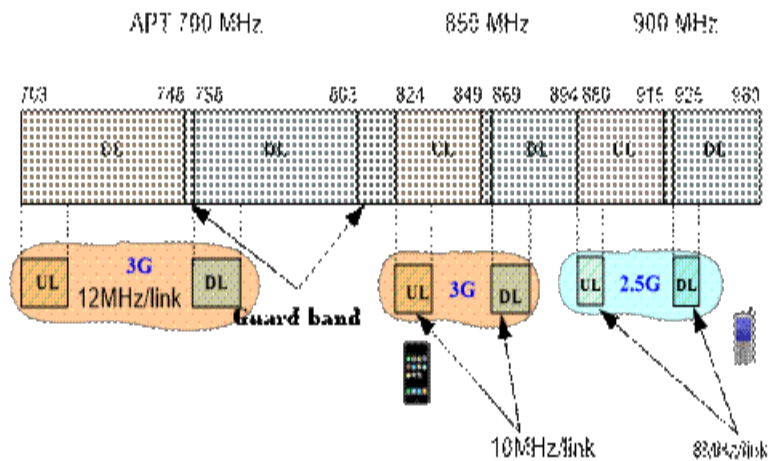 APT 700 MHz 850 MHz 900 MHz
703 748 758 803 824 849 869 894 880 915 925 960
DL UL DL UL DL
UL 3G DL UL 3G DL UL 2.5G DL
12MHz/link
Guard band
10MHz/link 8MHz/link